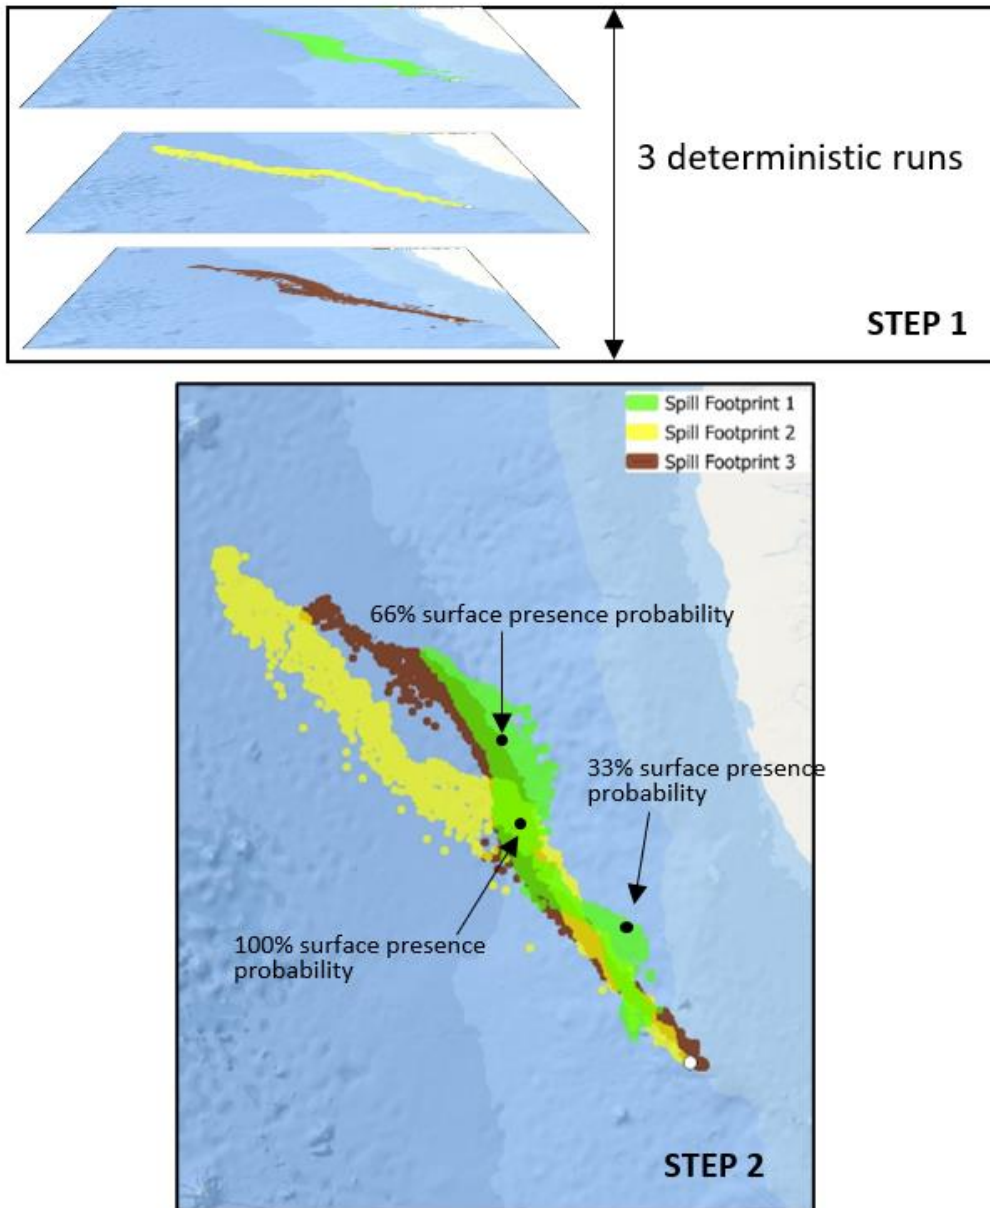 3 deterministic runs
STEP 1
Spill Footprint 1
Spill Footprint 2
Spill Footprint 3
66% surface presence probability
33% surface presence
probability
100% surface presence
probability
STEP 2